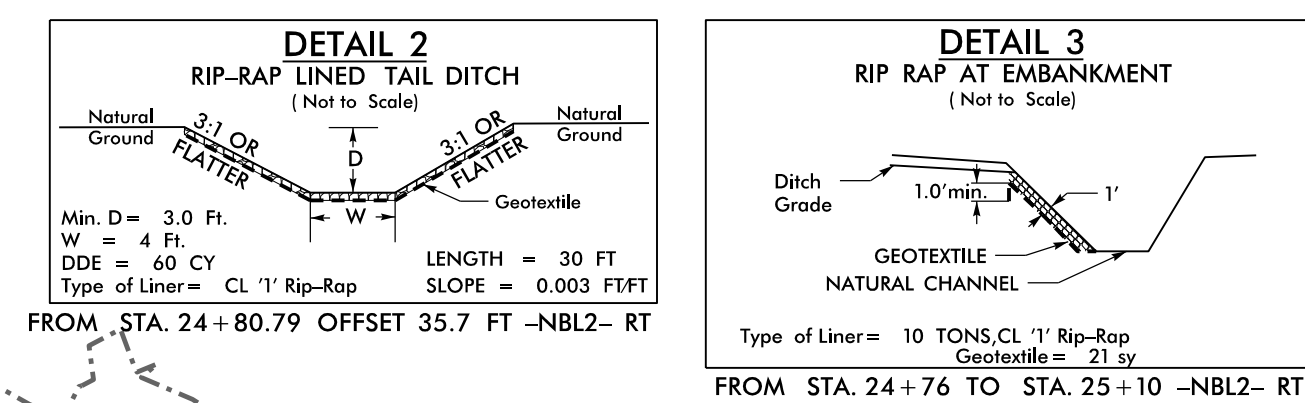 DETAIL 2
RIP–RAP LINED TAIL DITCH
( Not to Scale)
Natural
Ground
3:1 OR
FLATTER
D
3:1 OR
FLATTER
Natural
Ground
Geotextile
W
Min. D = 3.0 Ft.
W = 4 Ft.
DDE = 60 CY
Type of Liner = CL '1' Rip–Rap
LENGTH = 30 FT
SLOPE = 0.003 FT/FT
FROM STA. 24+80.79 OFFSET 35.7 FT –NBL2– RT
DETAIL 3
RIP RAP AT EMBANKMENT
( Not to Scale)
Ditch
Grade
1.0'min.
1'
GEOTEXTILE
NATURAL CHANNEL
Type of Liner = 10 TONS,CL '1' Rip–Rap
Geotextile = 21 sy
FROM STA. 24+76 TO STA. 25+10 –NBL2– RT